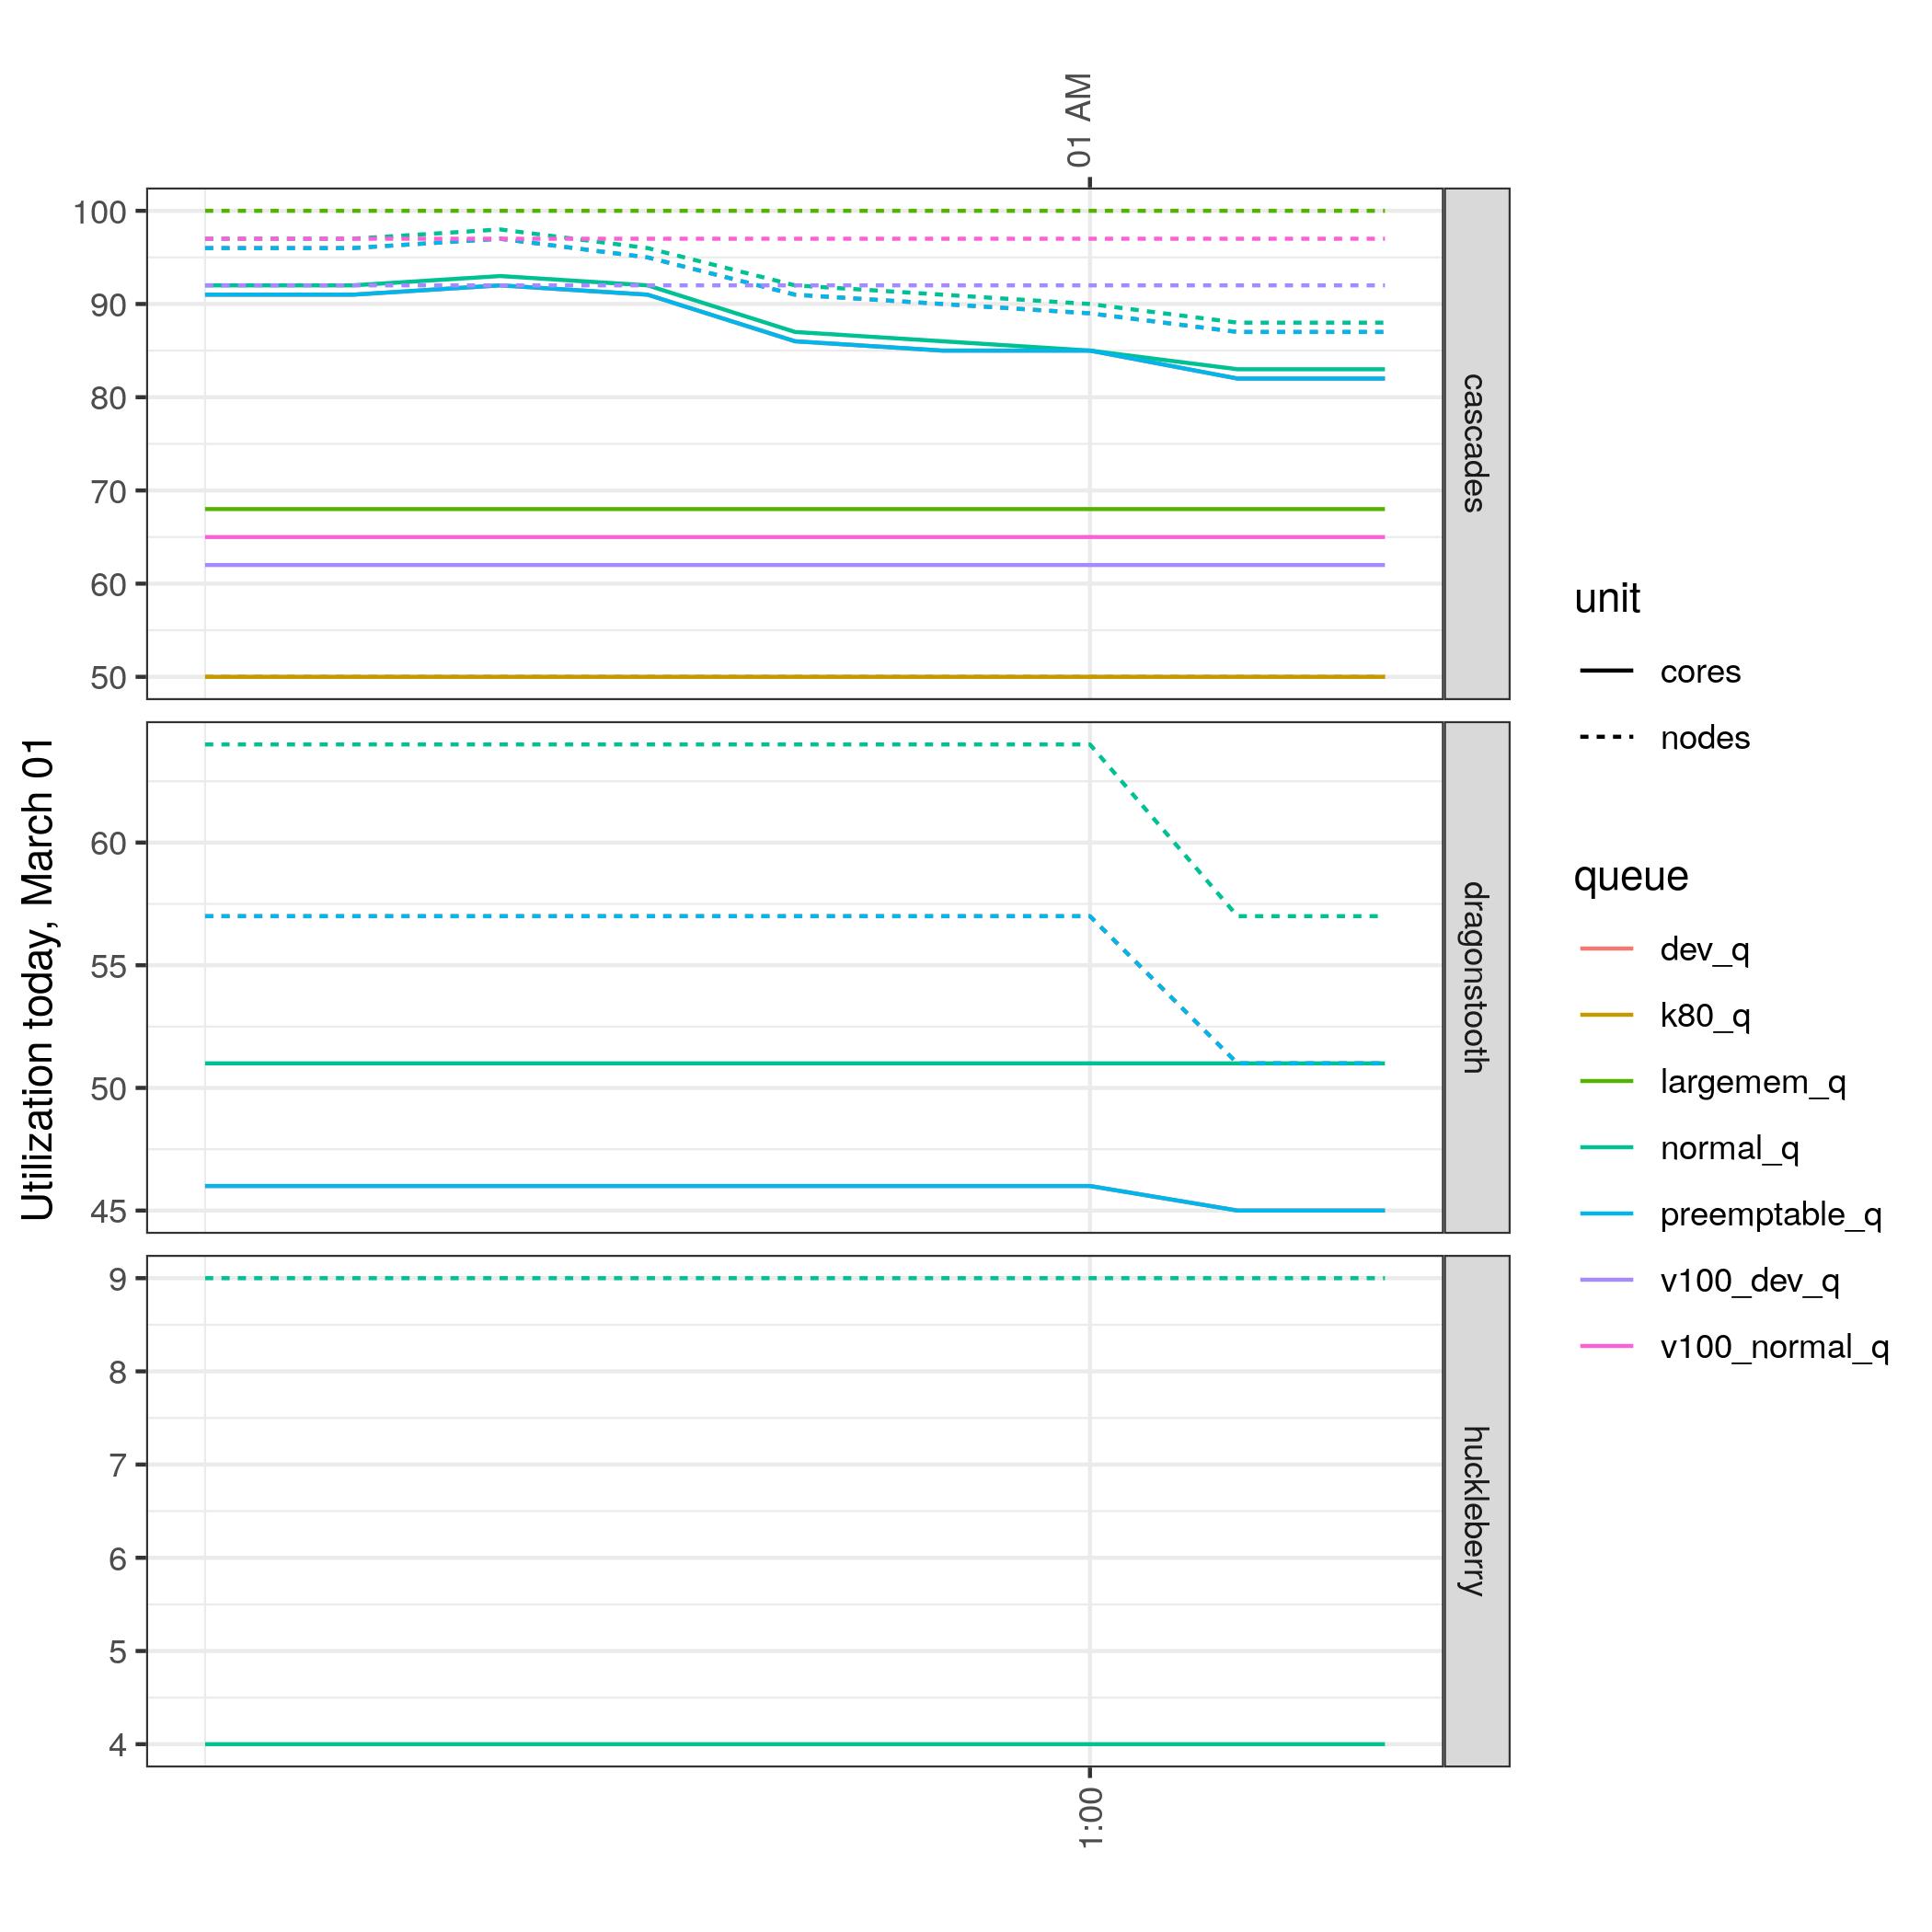 01 AM
Utilization today, March 01
100
90
80
70
60
50
cascades
60
55
50
45
dragonstooth
9
8
7
6
5
4
huckleberry
1:00
unit
cores
nodes
queue
dev_q
k80_q
largemem_q
normal_q
preemptable_q
v100_dev_q
v100_normal_q